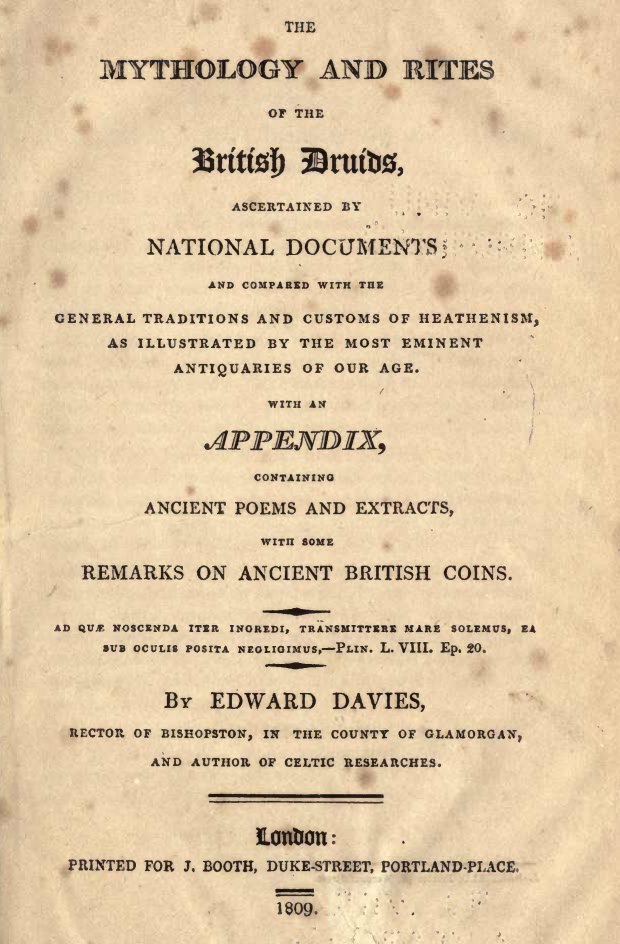 THE
MYTHOLOGY AND RITES
OF THE
British Druids,
ASCERTAINED BY
NATIONAL DOCUMENTS;
AND COMPARED WITH THE
GENERAL TRADITIONS AND CUSTOMS OF HEATHENISM,
AS ILLUSTRATED BY THE MOST EMINENT
ANTIQUARIES OF OUR AGE.
WITH AN
APPENDIX,
CONTAINING
ANCIENT POEMS AND EXTRACTS,
WITH SOME
REMARKS ON ANCIENT BRITISH COINS.
AD QUÆ NOSCENDA ITER INGREDI, TRANSMITTERE MARE SOLEMUS, EA
SUB OCULIS POSITA NEGLIGIMUS,—PLIN. L. VIII. Ep. 20.
By EDWARD DAVIES,
RECTOR OF BISHOPSTON, IN THE COUNTY OF GLAMORGAN,
AND AUTHOR OF CELTIC RESEARCHES.
London:
PRINTED FOR J. BOOTH, DUKE-STREET, PORTLAND-PLACE.
1809.